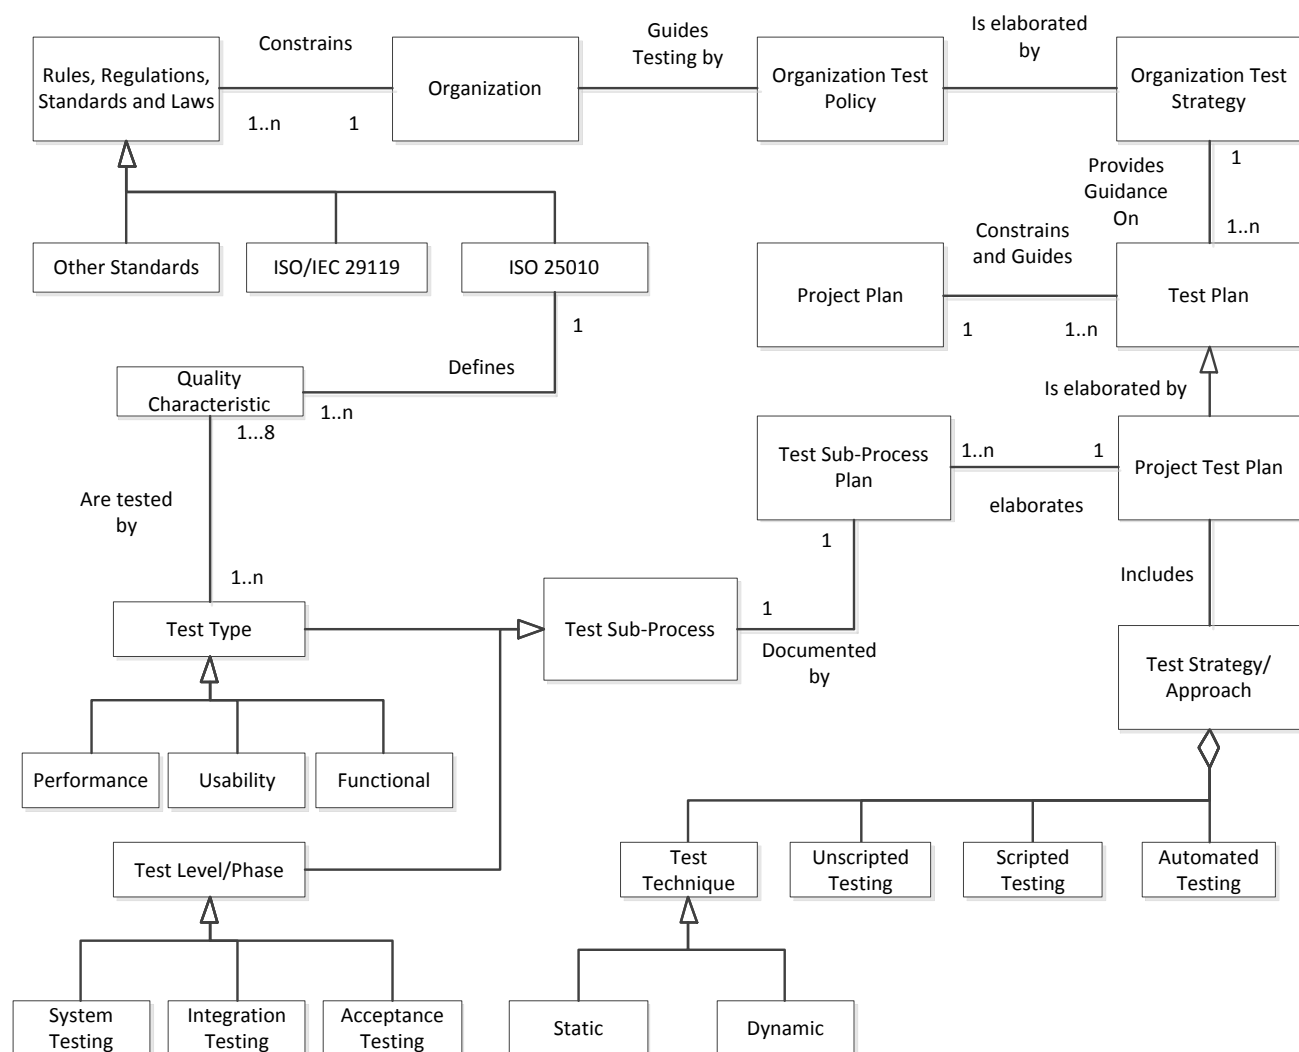 Constrains
Guides
Testing by
Is elaborated
by
Rules, Regulations,
Standards and Laws
Organization
Organization Test
Policy
Organization Test
Strategy
1..n
1
1
Provides
Guidance
On
1..n
Constrains
and Guides
Other Standards
ISO/IEC 29119
ISO 25010
Project Plan
Test Plan
1
1
1..n
Defines
Quality
Characteristic
1..n
1...8
Is elaborated by
Test Sub-Process
Plan
1..n
1
Project Test Plan
elaborates
Are tested
by
1
1..n
Includes
Test Type
Test Sub-Process
1
Documented
by
Test Strategy/
Approach
Performance
Usability
Functional
Test Level/Phase
Test
Technique
Unscripted
Testing
Scripted
Testing
Automated
Testing
System
Testing
Integration
Testing
Acceptance
Testing
Static
Dynamic